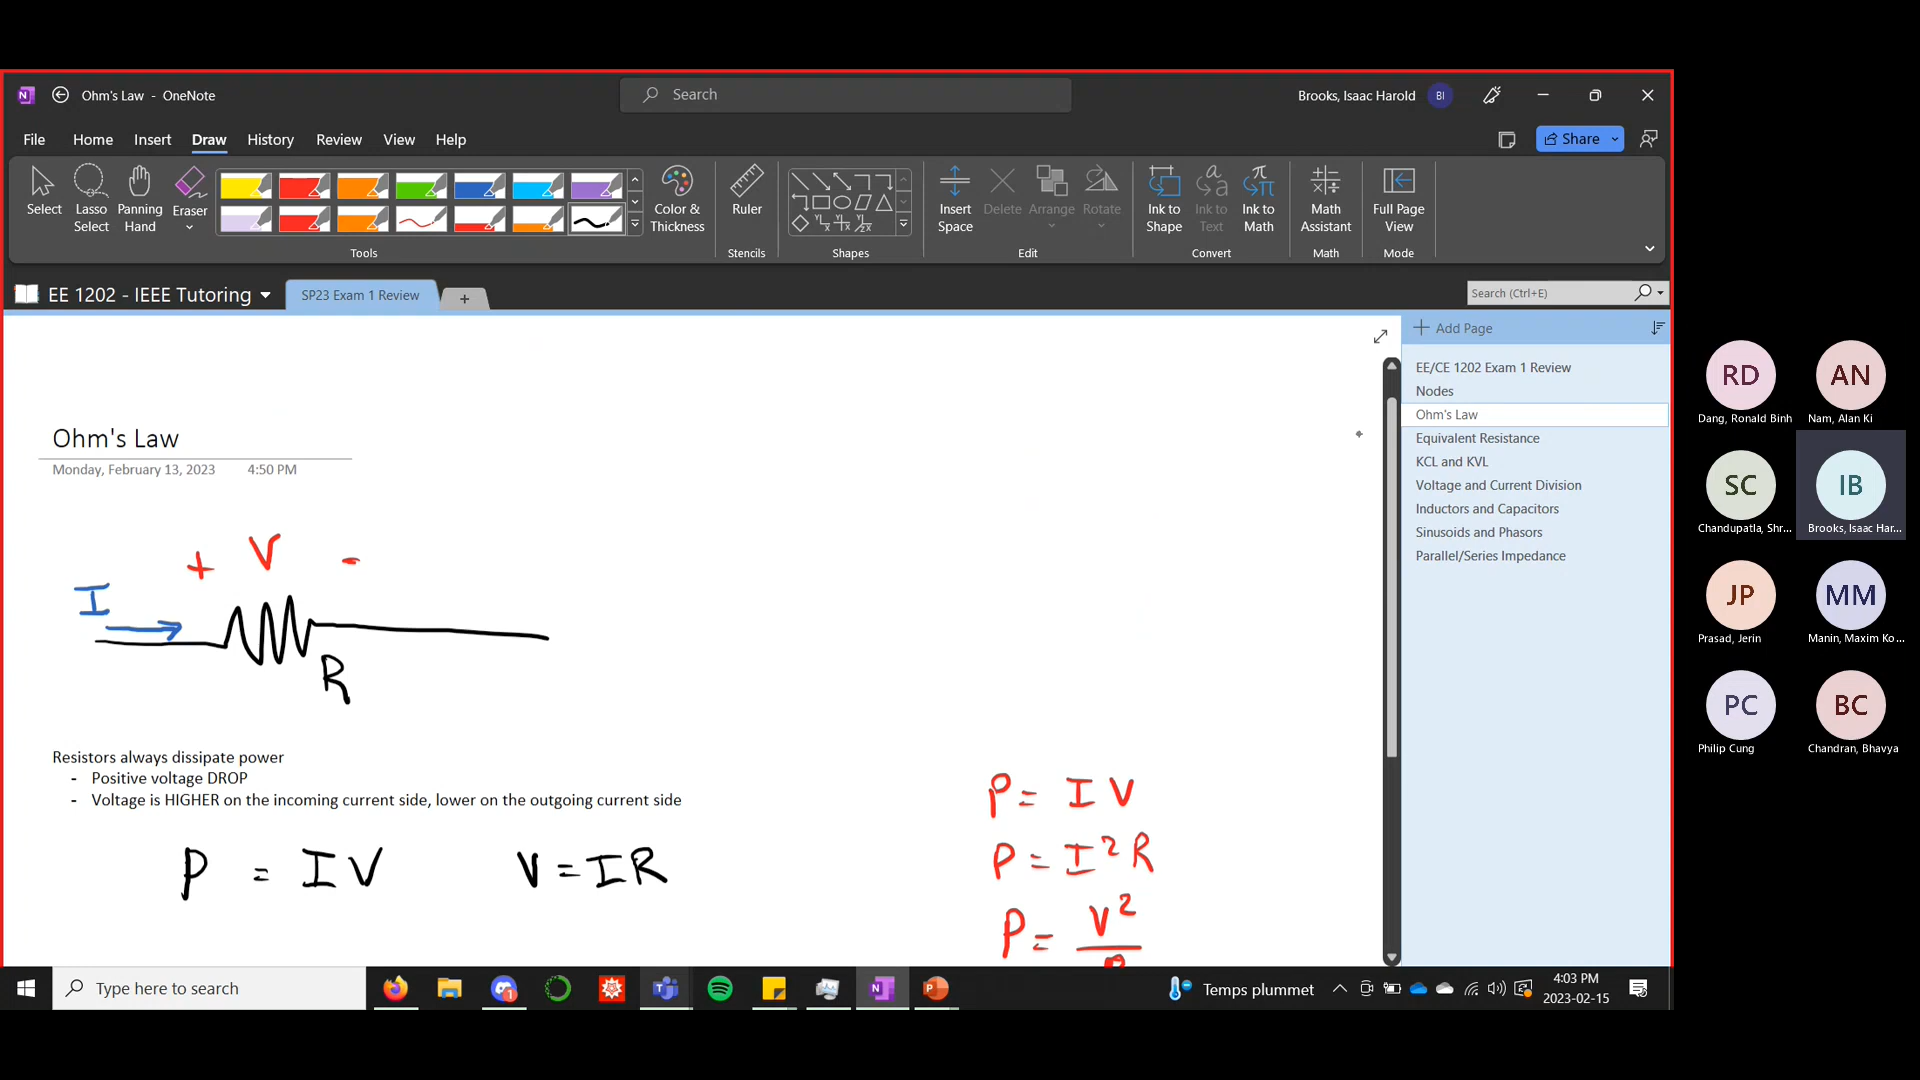 Ohm's Law - OneNote
Search
Brooks, Isaac Harold
BI
File Home Insert Draw History Review View Help
Share
Select
Lasso Select
Panning Hand
Eraser
Color & Thickness
Ruler
Insert Space
Delete
Arrange
Rotate
Ink to Shape
Ink to Text
Ink to Math
Math Assistant
Full Page View
Tools
Stencils
Shapes
Edit
Convert
Math
Mode
EE 1202 - IEEE Tutoring
SP23 Exam 1 Review
+
Search (Ctrl+E)
Add Page
EE/CE 1202 Exam 1 Review
Nodes
Ohm's Law
Equivalent Resistance
KCL and KVL
Voltage and Current Division
Inductors and Capacitors
Sinusoids and Phasors
Parallel/Series Impedance
Ohm's Law
Monday, February 13, 2023 4:50 PM
+ V -
I
R
Resistors always dissipate power
- Positive voltage DROP
- Voltage is HIGHER on the incoming current side, lower on the outgoing current side
P = IV V = IR
P = I V
P = I² R
P = V²
RD
Dang, Ronald Binh
AN
Nam, Alan Ki
SC
Chandupatla, Shr...
IB
Brooks, Isaac Har...
JP
Prasad, Jerin
MM
Manin, Maxim Ko...
PC
Philip Cung
BC
Chandran, Bhavya
Type here to search
Temps plummet
4:03 PM
2023-02-15